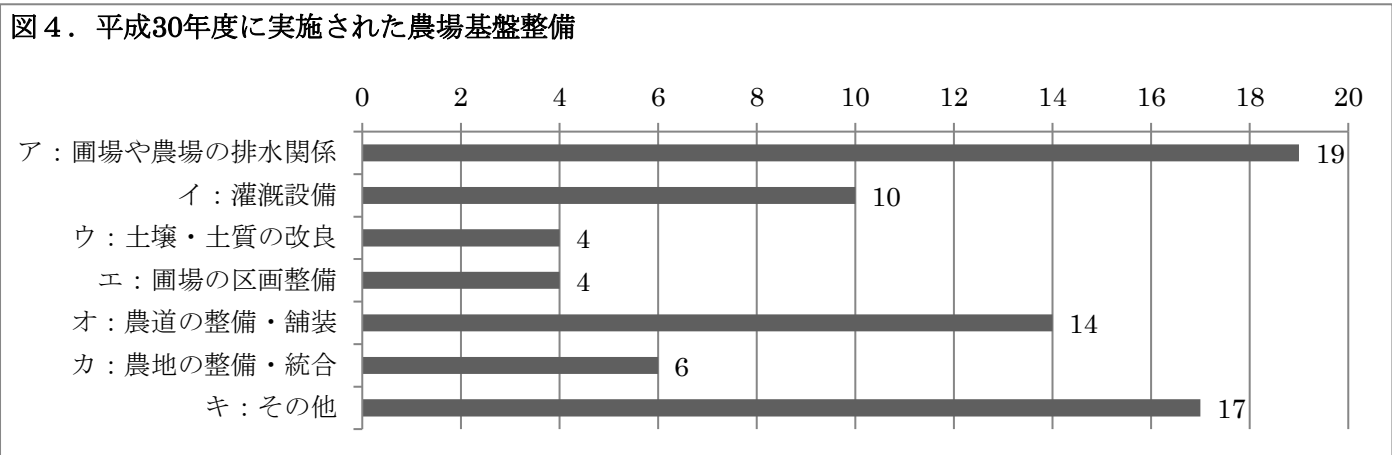 図４．平成30年度に実施された農場基盤整備
0 2 4 6 8 10 12 14 16 18 20
ア：圃場や農場の排水関係 19
イ：灌漑設備 10
ウ：土壌・土質の改良 4
エ：圃場の区画整備 4
オ：農道の整備・舗装 14
カ：農地の整備・統合 6
キ：その他 17